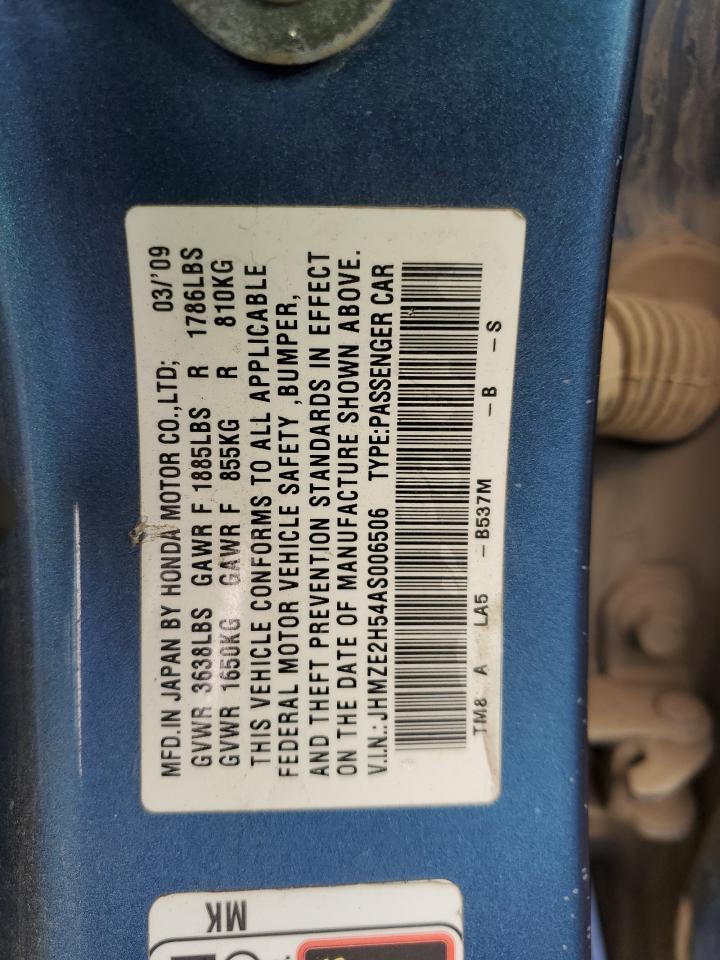 MFD.IN JAPAN BY HONDA MOTOR CO.,LTD; 03/'09
GVWR 3638LBS GAWR F 1885LBS R 1786LBS
GVWR 1650KG GAWR F 855KG R 810KG
THIS VEHICLE CONFORMS TO ALL APPLICABLE
FEDERAL MOTOR VEHICLE SAFETY ,BUMPER,
AND THEFT PREVENTION STANDARDS IN EFFECT
ON THE DATE OF MANUFACTURE SHOWN ABOVE.
V.I.N.: JHMZE2H54AS006506 TYPE:PASSENGER CAR
TM8 A LA5 - B537M - B - S
MK